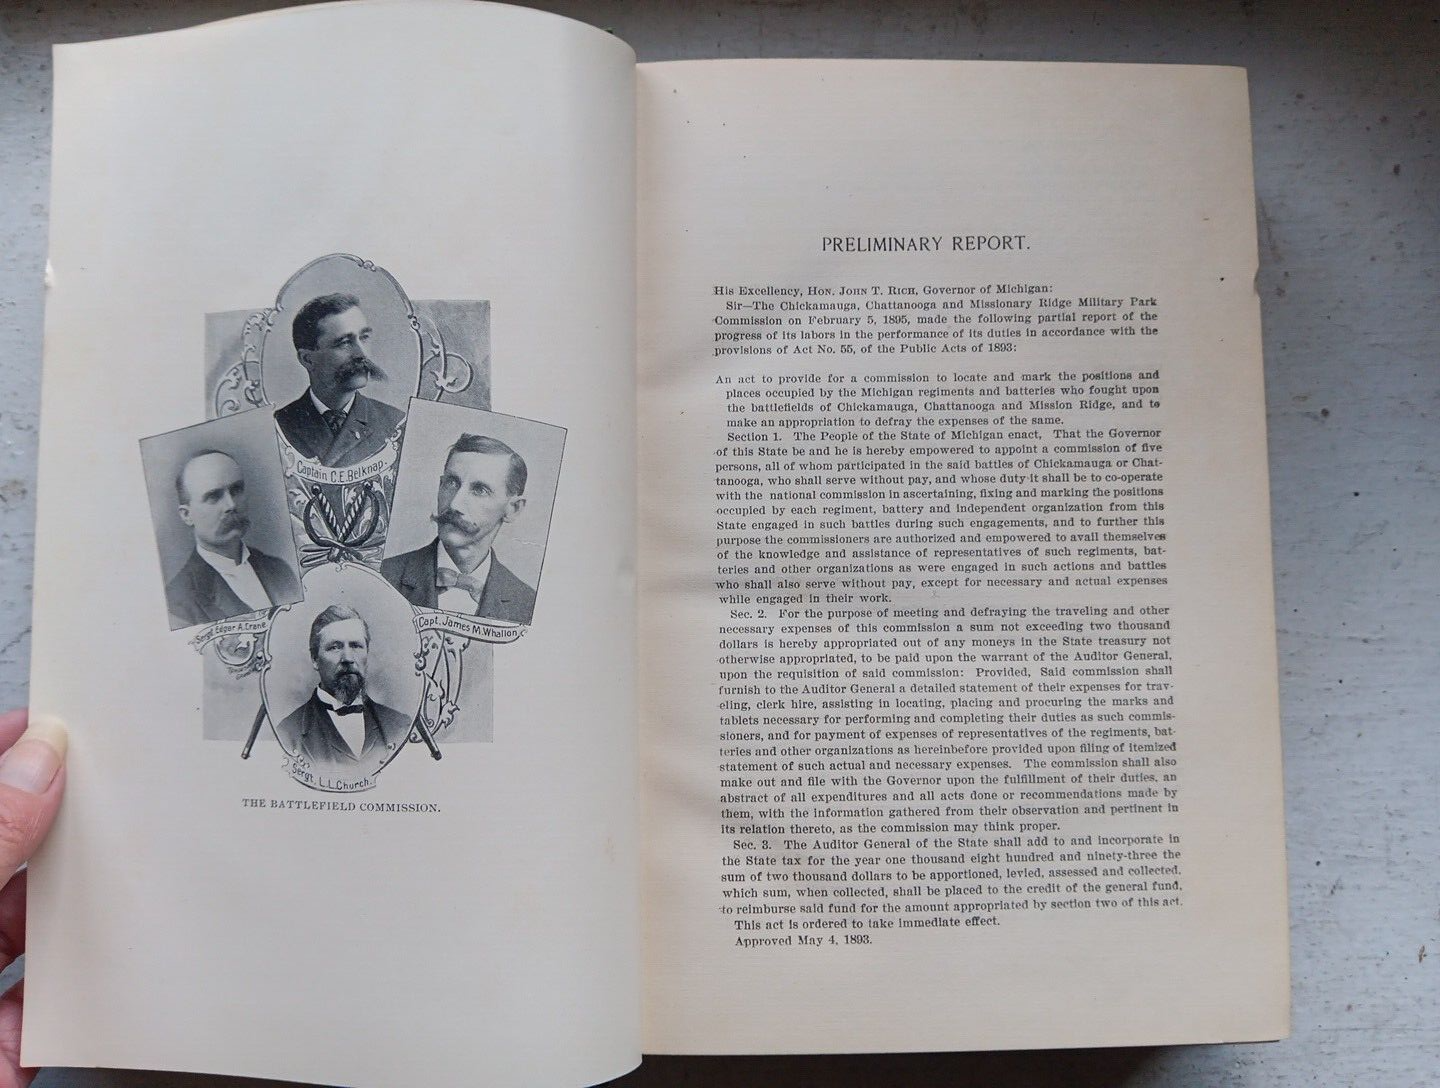 Captain C.E. Belknap.
Sergt. Edgar A. Crane
Capt. James M. Whallon,
Sergt. L.L. Church.
THE BATTLEFIELD COMMISSION.
PRELIMINARY REPORT.
His Excellency, HON. JOHN T. RICH, Governor of Michigan:
Sir—The Chickamauga, Chattanooga and Missionary Ridge Military Park
Commission on February 5, 1895, made the following partial report of the
progress of its labors in the performance of its duties in accordance with the
provisions of Act No. 55, of the Public Acts of 1893:
An act to provide for a commission to locate and mark the positions and
places occupied by the Michigan regiments and batteries who fought upon
the battlefields of Chickamauga, Chattanooga and Mission Ridge, and to
make an appropriation to defray the expenses of the same.
Section 1. The People of the State of Michigan enact, That the Governor
of this State be and he is hereby empowered to appoint a commission of five
persons, all of whom participated in the said battles of Chickamauga or Chat-
tanooga, who shall serve without pay, and whose duty it shall be to co-operate
with the national commission in ascertaining, fixing and marking the positions
occupied by each regiment, battery and independent organization from this
State engaged in such battles during such engagements, and to further this
purpose the commissioners are authorized and empowered to avail themselves
of the knowledge and assistance of representatives of such regiments, bat-
teries and other organizations as were engaged in such actions and battles
who shall also serve without pay, except for necessary and actual expenses
while engaged in their work.
Sec. 2. For the purpose of meeting and defraying the traveling and other
necessary expenses of this commission a sum not exceeding two thousand
dollars is hereby appropriated out of any moneys in the State treasury not
otherwise appropriated, to be paid upon the warrant of the Auditor General,
upon the requisition of said commission: Provided, Said commission shall
furnish to the Auditor General a detailed statement of their expenses for trav-
eling, clerk hire, assisting in locating, placing and procuring the marks and
tablets necessary for performing and completing their duties as such commis-
sioners, and for payment of expenses of representatives of the regiments, bat-
teries and other organizations as hereinbefore provided upon filing of itemized
statement of such actual and necessary expenses. The commission shall also
make out and file with the Governor upon the fulfillment of their duties, an
abstract of all expenditures and all acts done or recommendations made by
them, with the information gathered from their observation and pertinent in
its relation thereto, as the commission may think proper.
Sec. 3. The Auditor General of the State shall add to and incorporate in
the State tax for the year one thousand eight hundred and ninety-three the
sum of two thousand dollars to be apportioned, levied, assessed and collected,
which sum, when collected, shall be placed to the credit of the general fund,
to reimburse said fund for the amount appropriated by section two of this act.
This act is ordered to take immediate effect.
Approved May 4, 1893.